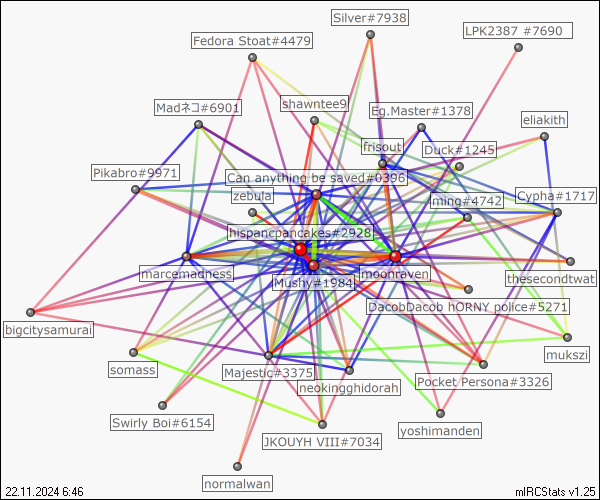 Silver#7938
LPK2387 #7690
Fedora Stoat#4479
Madネコ#6901
shawntee9
Eg.Master#1378
eliakith
frisout
Duck#1245
Pikabro#9971
Can anything be saved#0396
zebula
ming#4742
Cypha#1717
hispancpancakes#2928
marcemadness
Mushy#1984
moonraven
thesecondtwat
DacobDacob hORNY police#5271
bigcitysamurai
somass
mukszi
Majestic#3375
neokingghidorah
Pocket Persona#3326
Swirly Boi#6154
JKOUYH VIII#7034
yoshimanden
normalwan
22.11.2024 6:46
mIRCStats v1.25